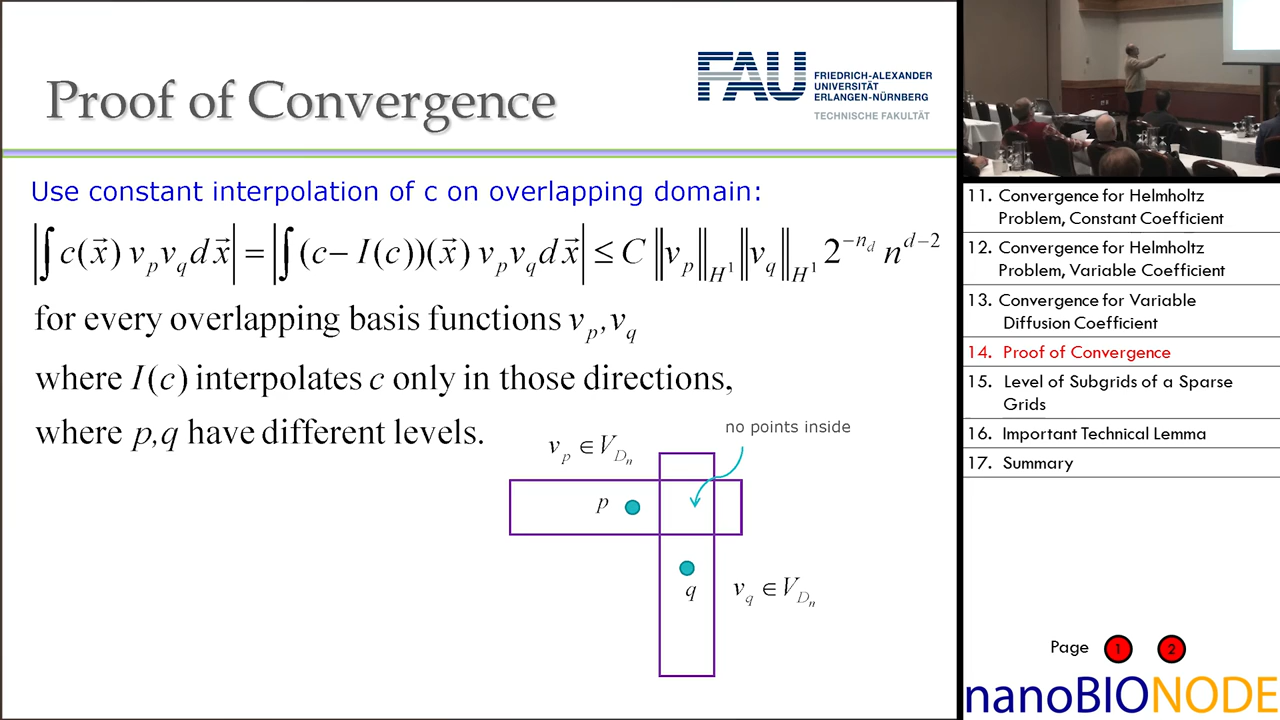 Proof of Convergence
FAU
FRIEDRICH-ALEXANDER
UNIVERSITÄT
ERLANGEN-NÜRNBERG
TECHNISCHE FAKULTÄT
Use constant interpolation of c on overlapping domain:
|∫ c(x⃗) v_p v_q d x⃗| = |∫ (c − I(c))(x⃗) v_p v_q d x⃗| ≤ C ‖v_p‖_{H^1} ‖v_q‖_{H^1} 2^{−n_d} n^{d−2}
for every overlapping basis functions v_p, v_q
where I(c) interpolates c only in those directions,
where p,q have different levels.
no points inside
v_p ∈ V_{D_n}
p
q
v_q ∈ V_{D_n}
11. Convergence for Helmholtz
Problem, Constant Coefficient
12. Convergence for Helmholtz
Problem, Variable Coefficient
13. Convergence for Variable
Diffusion Coefficient
14. Proof of Convergence
15. Level of Subgrids of a Sparse
Grids
16. Important Technical Lemma
17. Summary
Page 1 2
nanoBIONODE